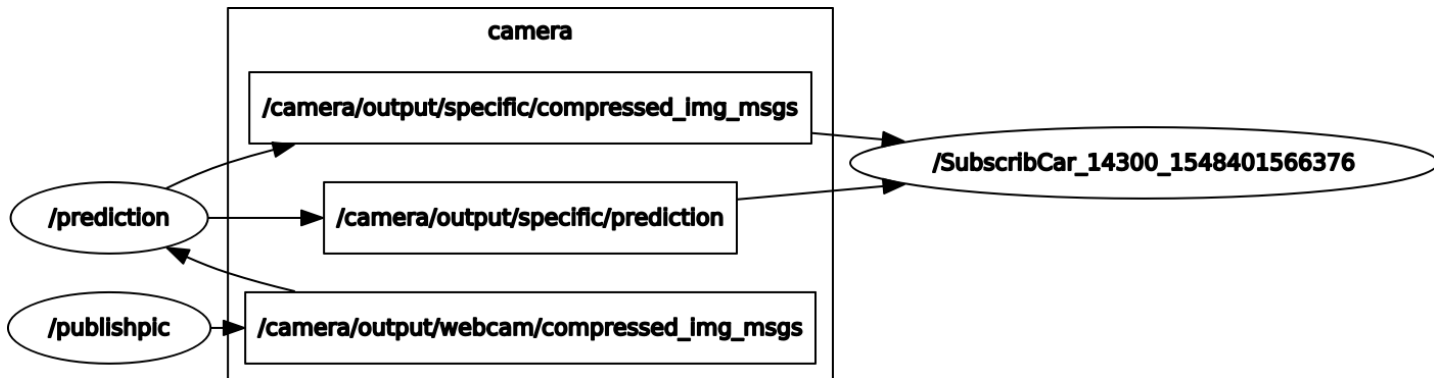 camera
/camera/output/specific/compressed_img_msgs
/SubscribCar_14300_1548401566376
/prediction
/camera/output/specific/prediction
/publishpic
/camera/output/webcam/compressed_img_msgs